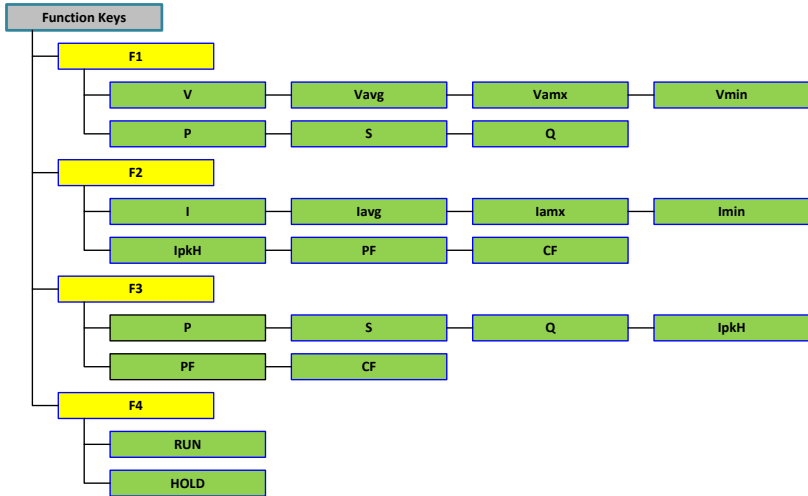 Function Keys
F1
V Vavg Vamx Vmin
P S Q
F2
I Iavg Iamx Imin
IpkH PF CF
F3
P S Q IpkH
PF CF
F4
RUN
HOLD